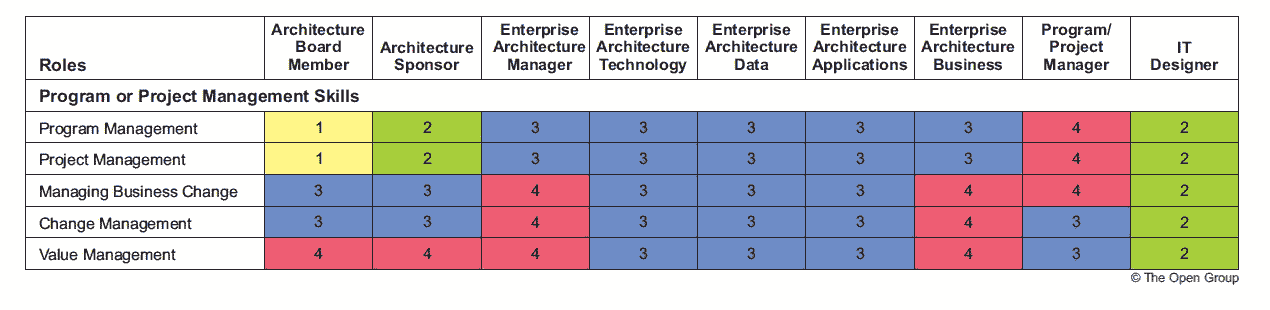 Roles Architecture Board Member Architecture Sponsor Enterprise Architecture Manager Enterprise Architecture Technology Enterprise Architecture Data Enterprise Architecture Applications Enterprise Architecture Business Program/ Project Manager IT Designer
Program or Project Management Skills
Program Management 1 2 3 3 3 3 3 4 2
Project Management 1 2 3 3 3 3 3 4 2
Managing Business Change 3 3 4 3 3 3 4 4 2
Change Management 3 3 4 3 3 3 4 3 2
Value Management 4 4 4 3 3 3 4 3 2
© The Open Group